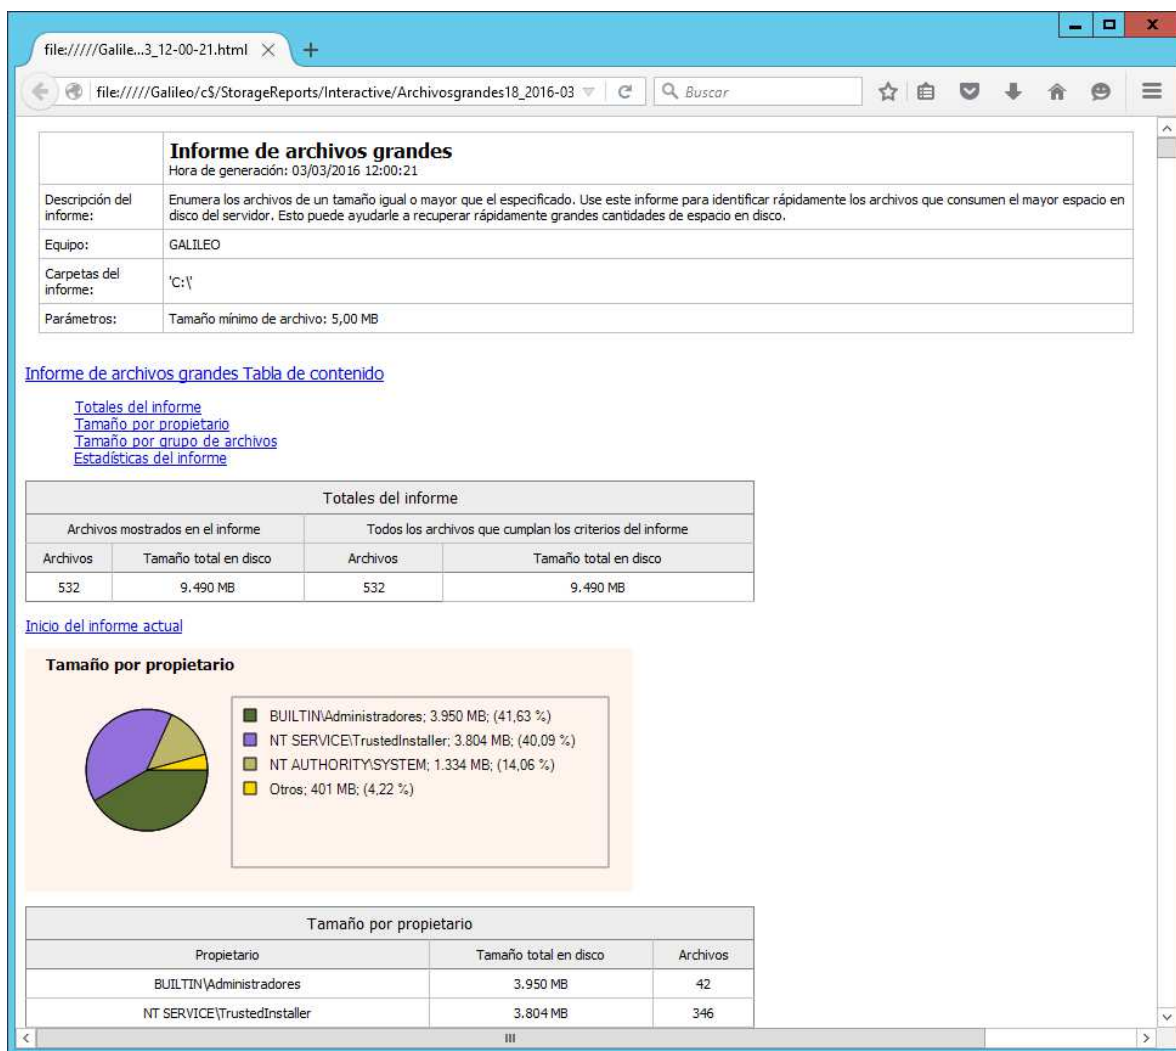 file://///Galile...3_12-00-21.html
file://///Galileo/c$/StorageReports/Interactive/Archivosgrandes18_2016-03
Buscar
Informe de archivos grandes
Hora de generación: 03/03/2016 12:00:21
Descripción del informe:
Enumera los archivos de un tamaño igual o mayor que el especificado. Use este informe para identificar rápidamente los archivos que consumen el mayor espacio en
disco del servidor. Esto puede ayudarle a recuperar rápidamente grandes cantidades de espacio en disco.
Equipo: GALILEO
Carpetas del informe: 'C:\'
Parámetros: Tamaño mínimo de archivo: 5,00 MB
Informe de archivos grandes Tabla de contenido
Totales del informe
Tamaño por propietario
Tamaño por grupo de archivos
Estadísticas del informe
Totales del informe
Archivos mostrados en el informe Todos los archivos que cumplan los criterios del informe
Archivos Tamaño total en disco Archivos Tamaño total en disco
532 9.490 MB 532 9.490 MB
Inicio del informe actual
Tamaño por propietario
BUILTIN\Administradores; 3.950 MB; (41,63 %)
NT SERVICE\TrustedInstaller; 3.804 MB; (40,09 %)
NT AUTHORITY\SYSTEM; 1.334 MB; (14,06 %)
Otros; 401 MB; (4,22 %)
Tamaño por propietario
Propietario Tamaño total en disco Archivos
BUILTIN\Administradores 3.950 MB 42
NT SERVICE\TrustedInstaller 3.804 MB 346